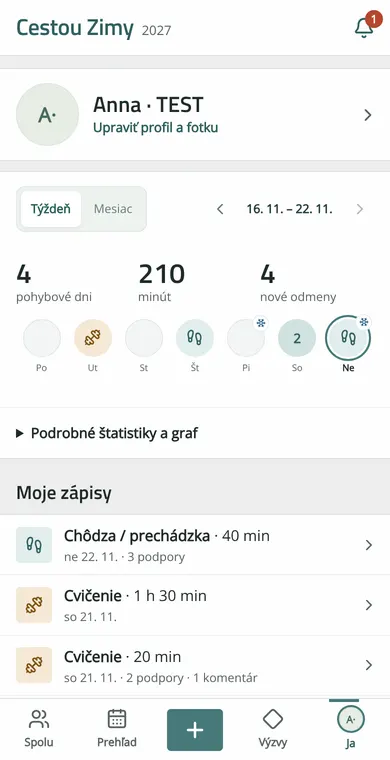 Cestou Zimy 2027
1
A·
Anna · TEST
Upraviť profil a fotku
Týždeň Mesiac 16. 11. – 22. 11.
4 210 4
pohybové dni minút nové odmeny
2
Po Ut St Št Pi So Ne
Podrobné štatistiky a graf
Moje zápisy
Chôdza / prechádzka · 40 min
ne 22. 11. · 3 podpory
Cvičenie · 1 h 30 min
so 21. 11.
Cvičenie · 20 min
so 21. 11. · 2 podpory · 1 komentár
A·
Spolu Prehľad Výzvy Ja